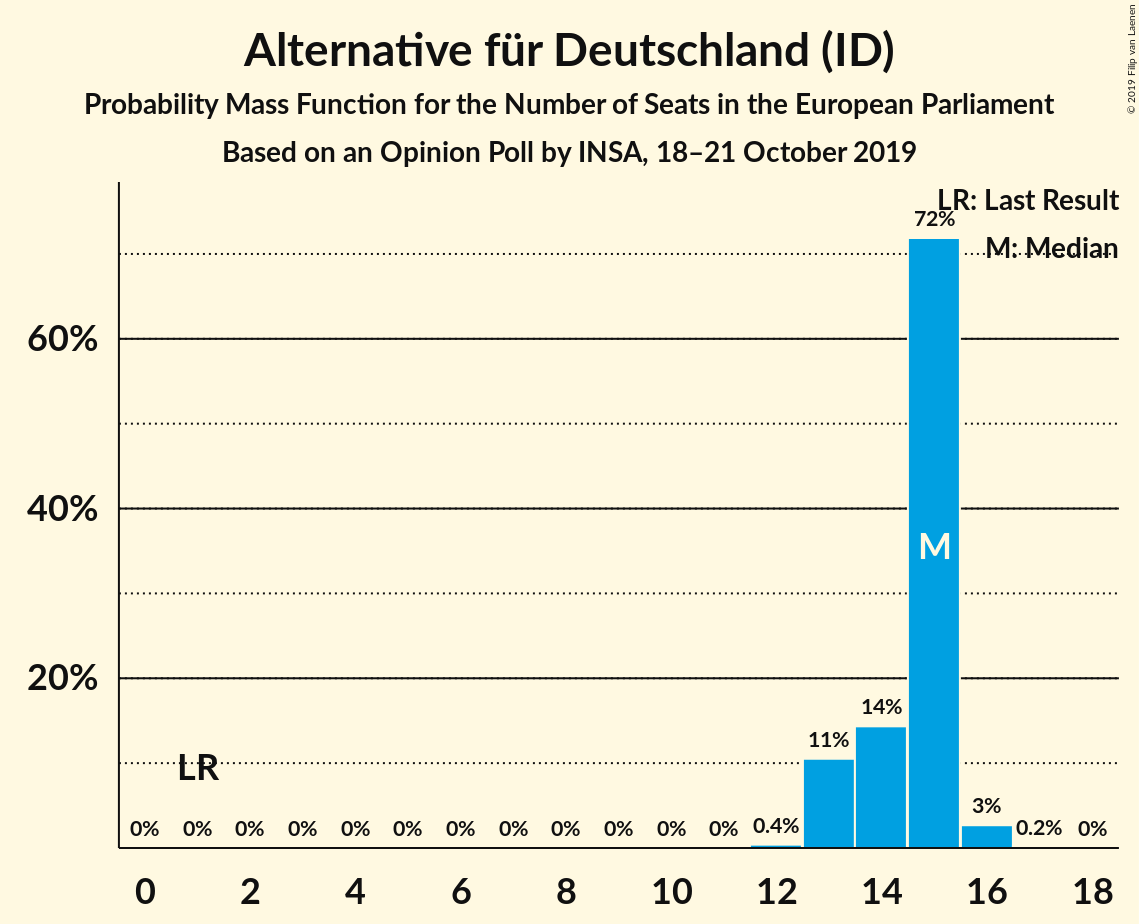 Alternative für Deutschland (ID)
Probability Mass Function for the Number of Seats in the European Parliament
Based on an Opinion Poll by INSA, 18–21 October 2019
© 2019 Filip van Laenen
LR: Last Result
72%
M: Median
60%
40%
M
20%
14%
11%
LR
3%
0% 0% 0% 0% 0% 0% 0% 0% 0% 0% 0% 0% 0.4% 0.2% 0%
0 2 4 6 8 10 12 14 16 18